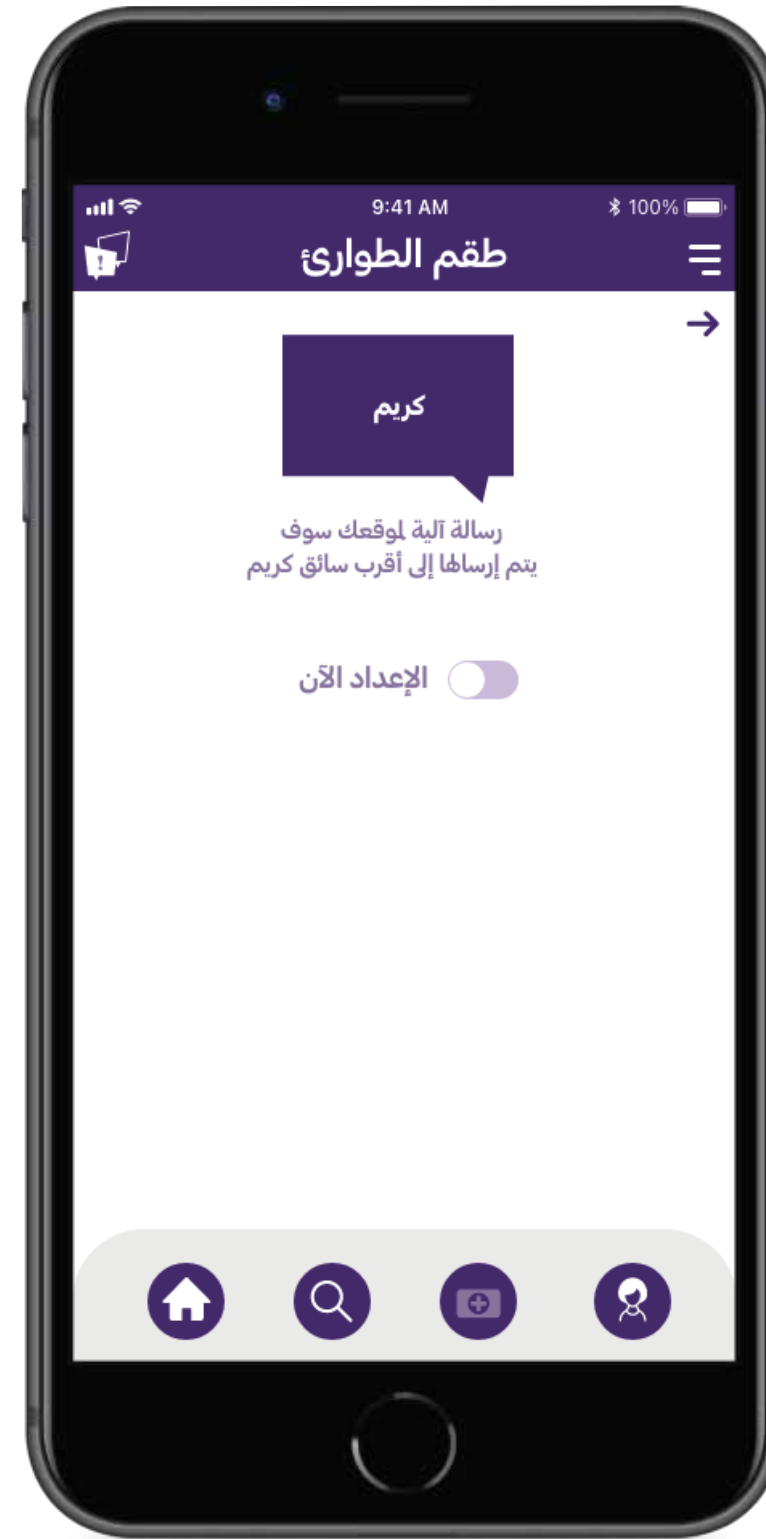 9:41 AM
100%
طقم الطوارئ
كريم
رسالة آلية لموقعك سوف
يتم إرسالها إلى أقرب سائق كريم
الإعداد الآن